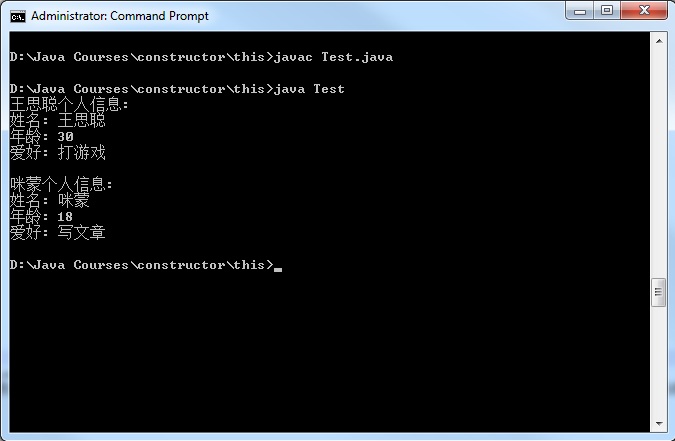 Administrator: Command Prompt
D:\Java Courses\constructor\this>javac Test.java
D:\Java Courses\constructor\this>java Test
王思聪个人信息:
姓名: 王思聪
年龄: 30
爱好: 打游戏
咪蒙个人信息:
姓名: 咪蒙
年龄: 18
爱好: 写文章
D:\Java Courses\constructor\this>